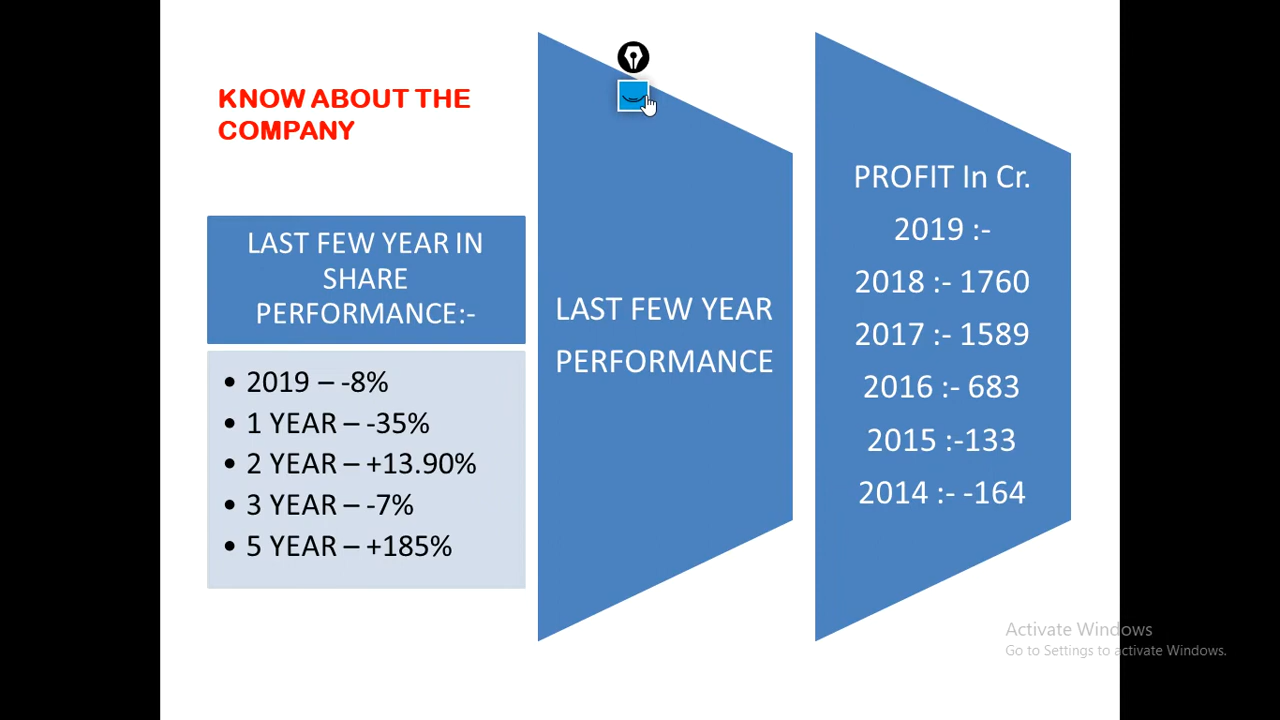 KNOW ABOUT THE
COMPANY
LAST FEW YEAR IN
SHARE
PERFORMANCE:-
• 2019 – -8%
• 1 YEAR – -35%
• 2 YEAR – +13.90%
• 3 YEAR – -7%
• 5 YEAR – +185%
LAST FEW YEAR
PERFORMANCE
PROFIT In Cr.
2019 :-
2018 :- 1760
2017 :- 1589
2016 :- 683
2015 :-133
2014 :- -164
Activate Windows
Go to Settings to activate Windows.